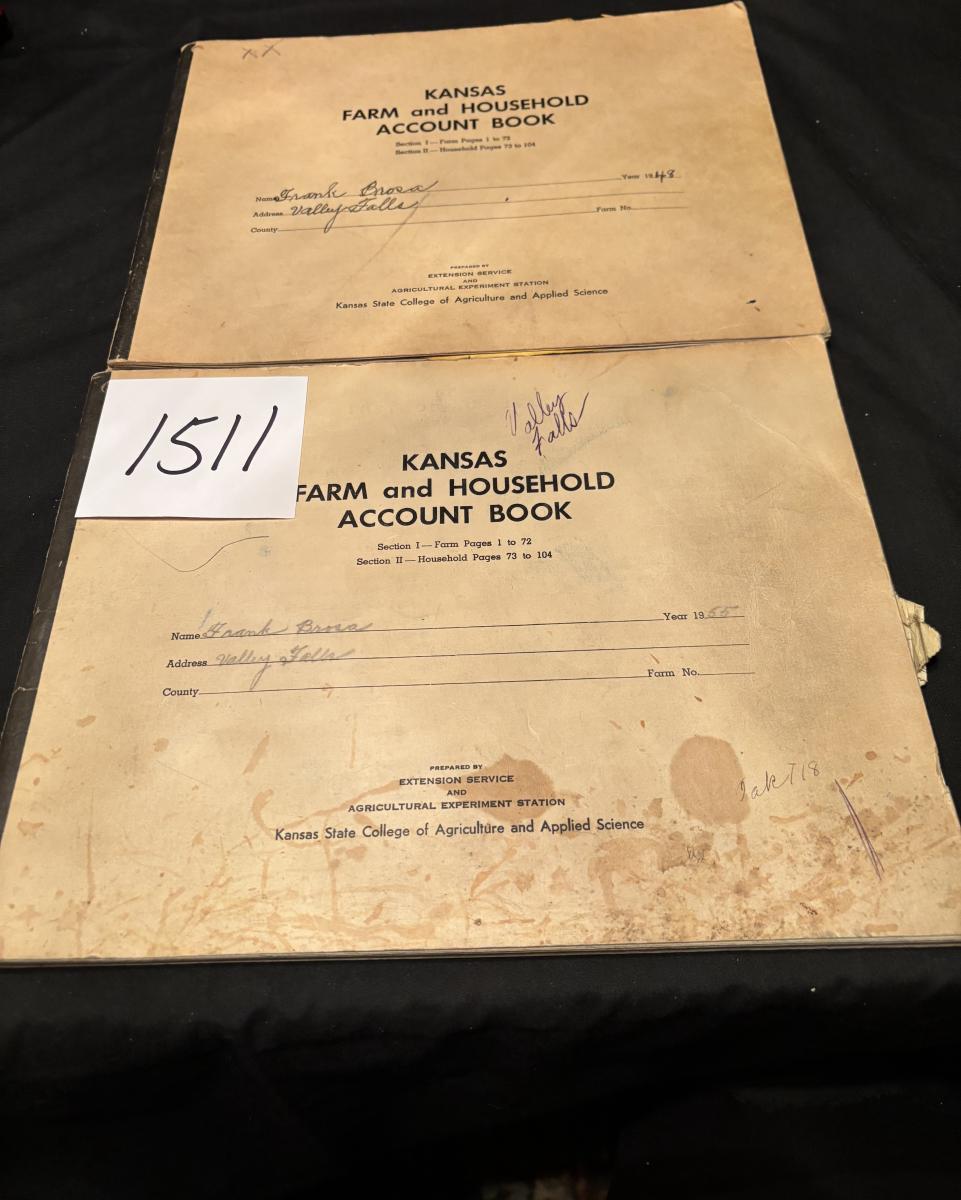 XX
KANSAS
FARM and HOUSEHOLD
ACCOUNT BOOK
Section I — Farm Pages 1 to 72
Section II — Household Pages 73 to 104
Name Frank Brosa Year 1948
Address Valley Falls Farm No.
County
PREPARED BY
EXTENSION SERVICE
AND
AGRICULTURAL EXPERIMENT STATION
Kansas State College of Agriculture and Applied Science
1511
Valley
Falls
KANSAS
FARM and HOUSEHOLD
ACCOUNT BOOK
Section I — Farm Pages 1 to 72
Section II — Household Pages 73 to 104
Name Frank Brosa Year 1955
Address Valley Falls
County Farm No.
PREPARED BY
EXTENSION SERVICE
AND
AGRICULTURAL EXPERIMENT STATION
Kansas State College of Agriculture and Applied Science